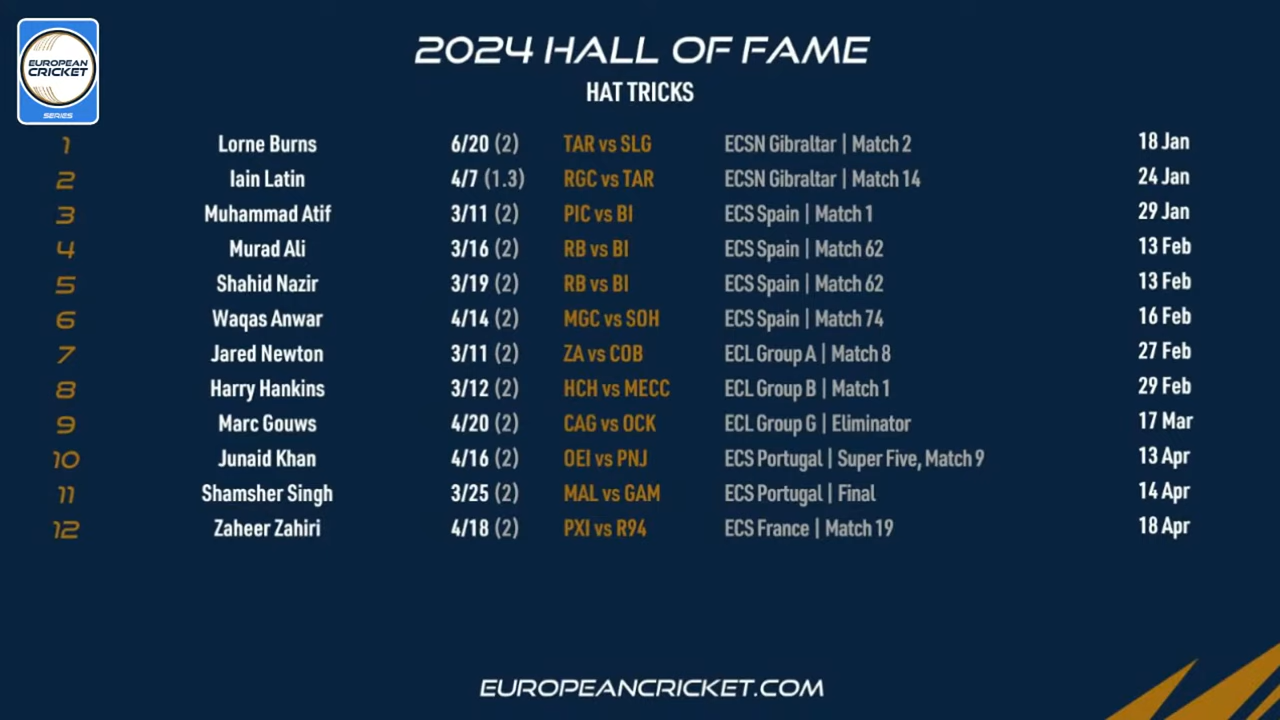 EUROPEAN
CRICKET
SERIES
2024 HALL OF FAME
HAT TRICKS
1 Lorne Burns 6/20 (2) TAR vs SLG ECSN Gibraltar | Match 2 18 Jan
2 Iain Latin 4/7 (1.3) RGC vs TAR ECSN Gibraltar | Match 14 24 Jan
3 Muhammad Atif 3/11 (2) PIC vs BI ECS Spain | Match 1 29 Jan
4 Murad Ali 3/16 (2) RB vs BI ECS Spain | Match 62 13 Feb
5 Shahid Nazir 3/19 (2) RB vs BI ECS Spain | Match 62 13 Feb
6 Waqas Anwar 4/14 (2) MGC vs SOH ECS Spain | Match 74 16 Feb
7 Jared Newton 3/11 (2) ZA vs COB ECL Group A | Match 8 27 Feb
8 Harry Hankins 3/12 (2) HCH vs MECC ECL Group B | Match 1 29 Feb
9 Marc Gouws 4/20 (2) CAG vs OCK ECL Group G | Eliminator 17 Mar
10 Junaid Khan 4/16 (2) OEI vs PNJ ECS Portugal | Super Five, Match 9 13 Apr
11 Shamsher Singh 3/25 (2) MAL vs GAM ECS Portugal | Final 14 Apr
12 Zaheer Zahiri 4/18 (2) PXI vs R94 ECS France | Match 19 18 Apr
EUROPEANCRICKET.COM